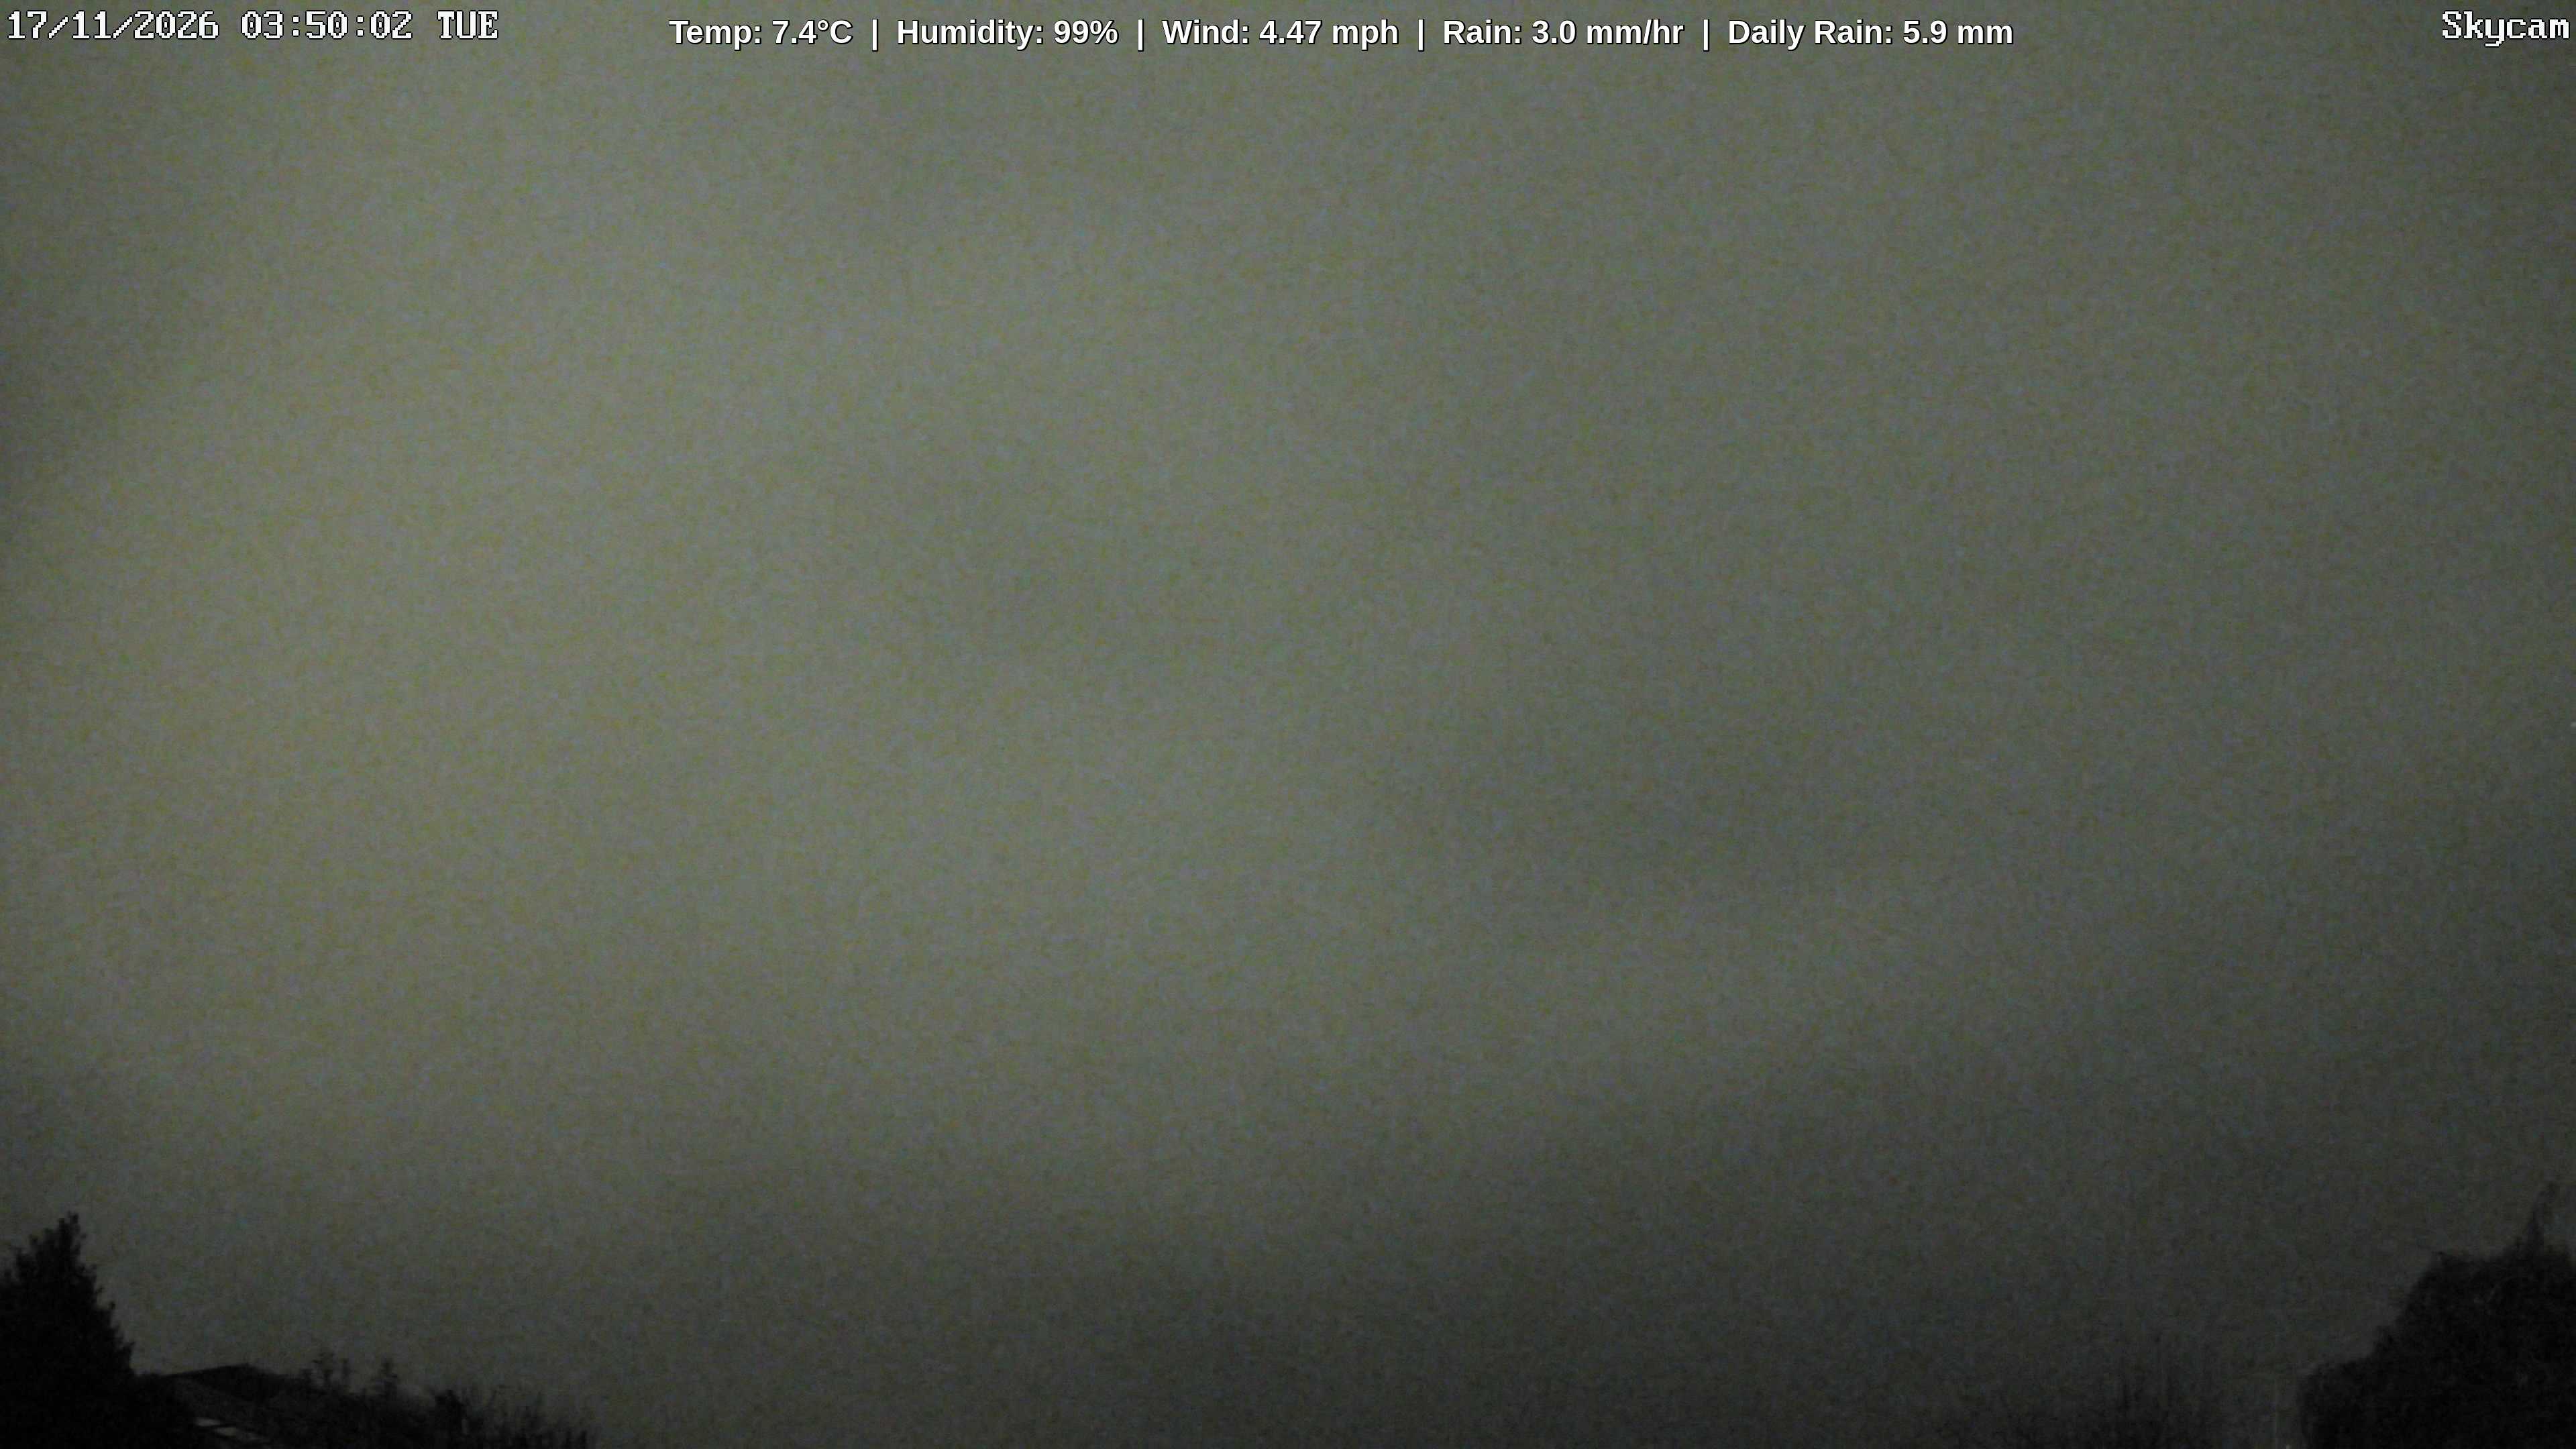 17/11/2026 03:50:02 TUE
Temp: 7.4°C | Humidity: 99% | Wind: 4.47 mph | Rain: 3.0 mm/hr | Daily Rain: 5.9 mm
Skycam